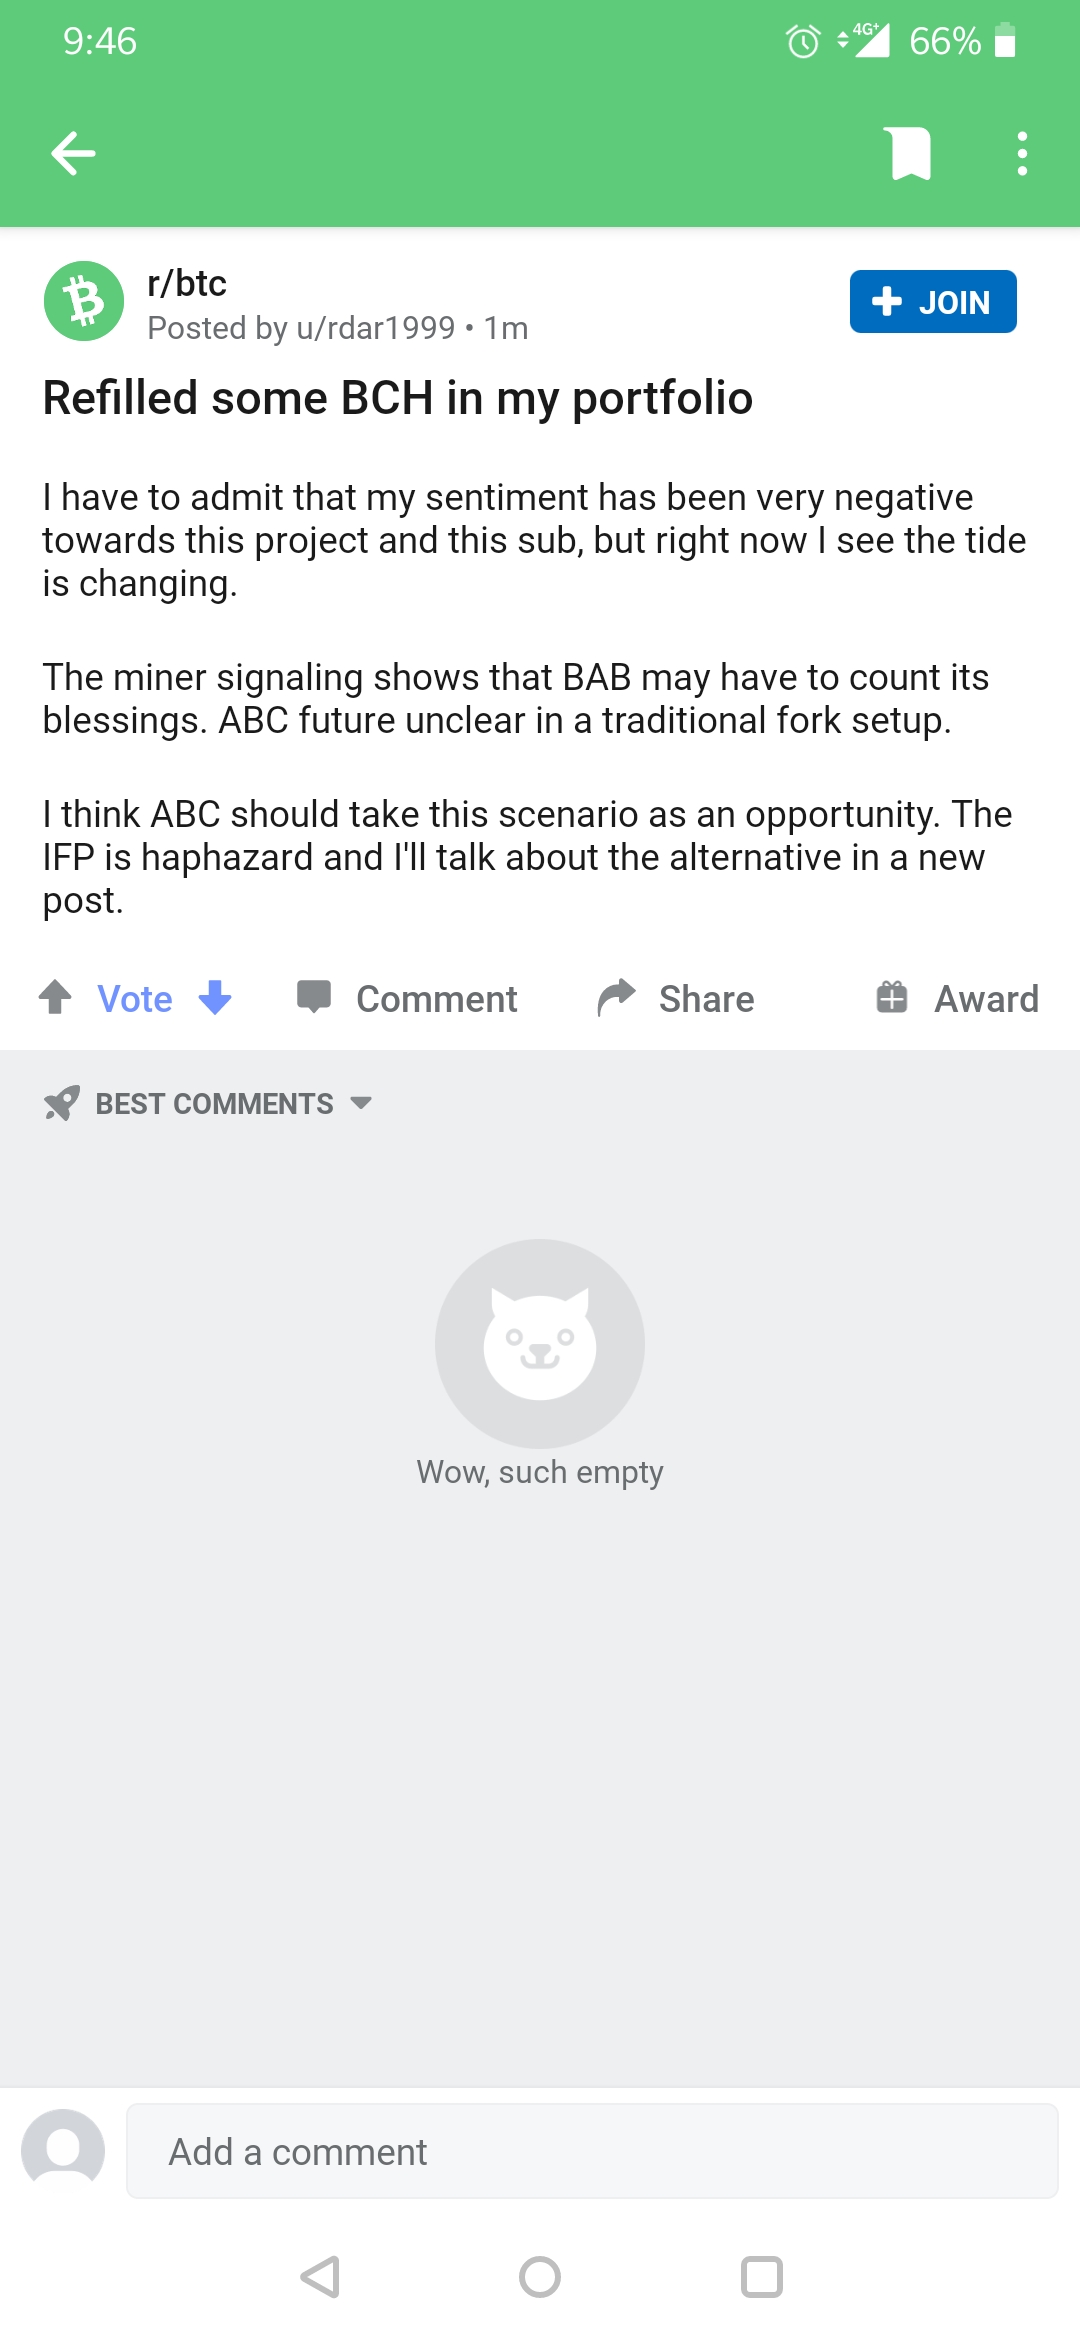 9:46
4G+ 66%
r/btc
Posted by u/rdar1999 • 1m
JOIN
Refilled some BCH in my portfolio
I have to admit that my sentiment has been very negative
towards this project and this sub, but right now I see the tide
is changing.
The miner signaling shows that BAB may have to count its
blessings. ABC future unclear in a traditional fork setup.
I think ABC should take this scenario as an opportunity. The
IFP is haphazard and I'll talk about the alternative in a new
post.
Vote Comment Share Award
BEST COMMENTS
Wow, such empty
Add a comment